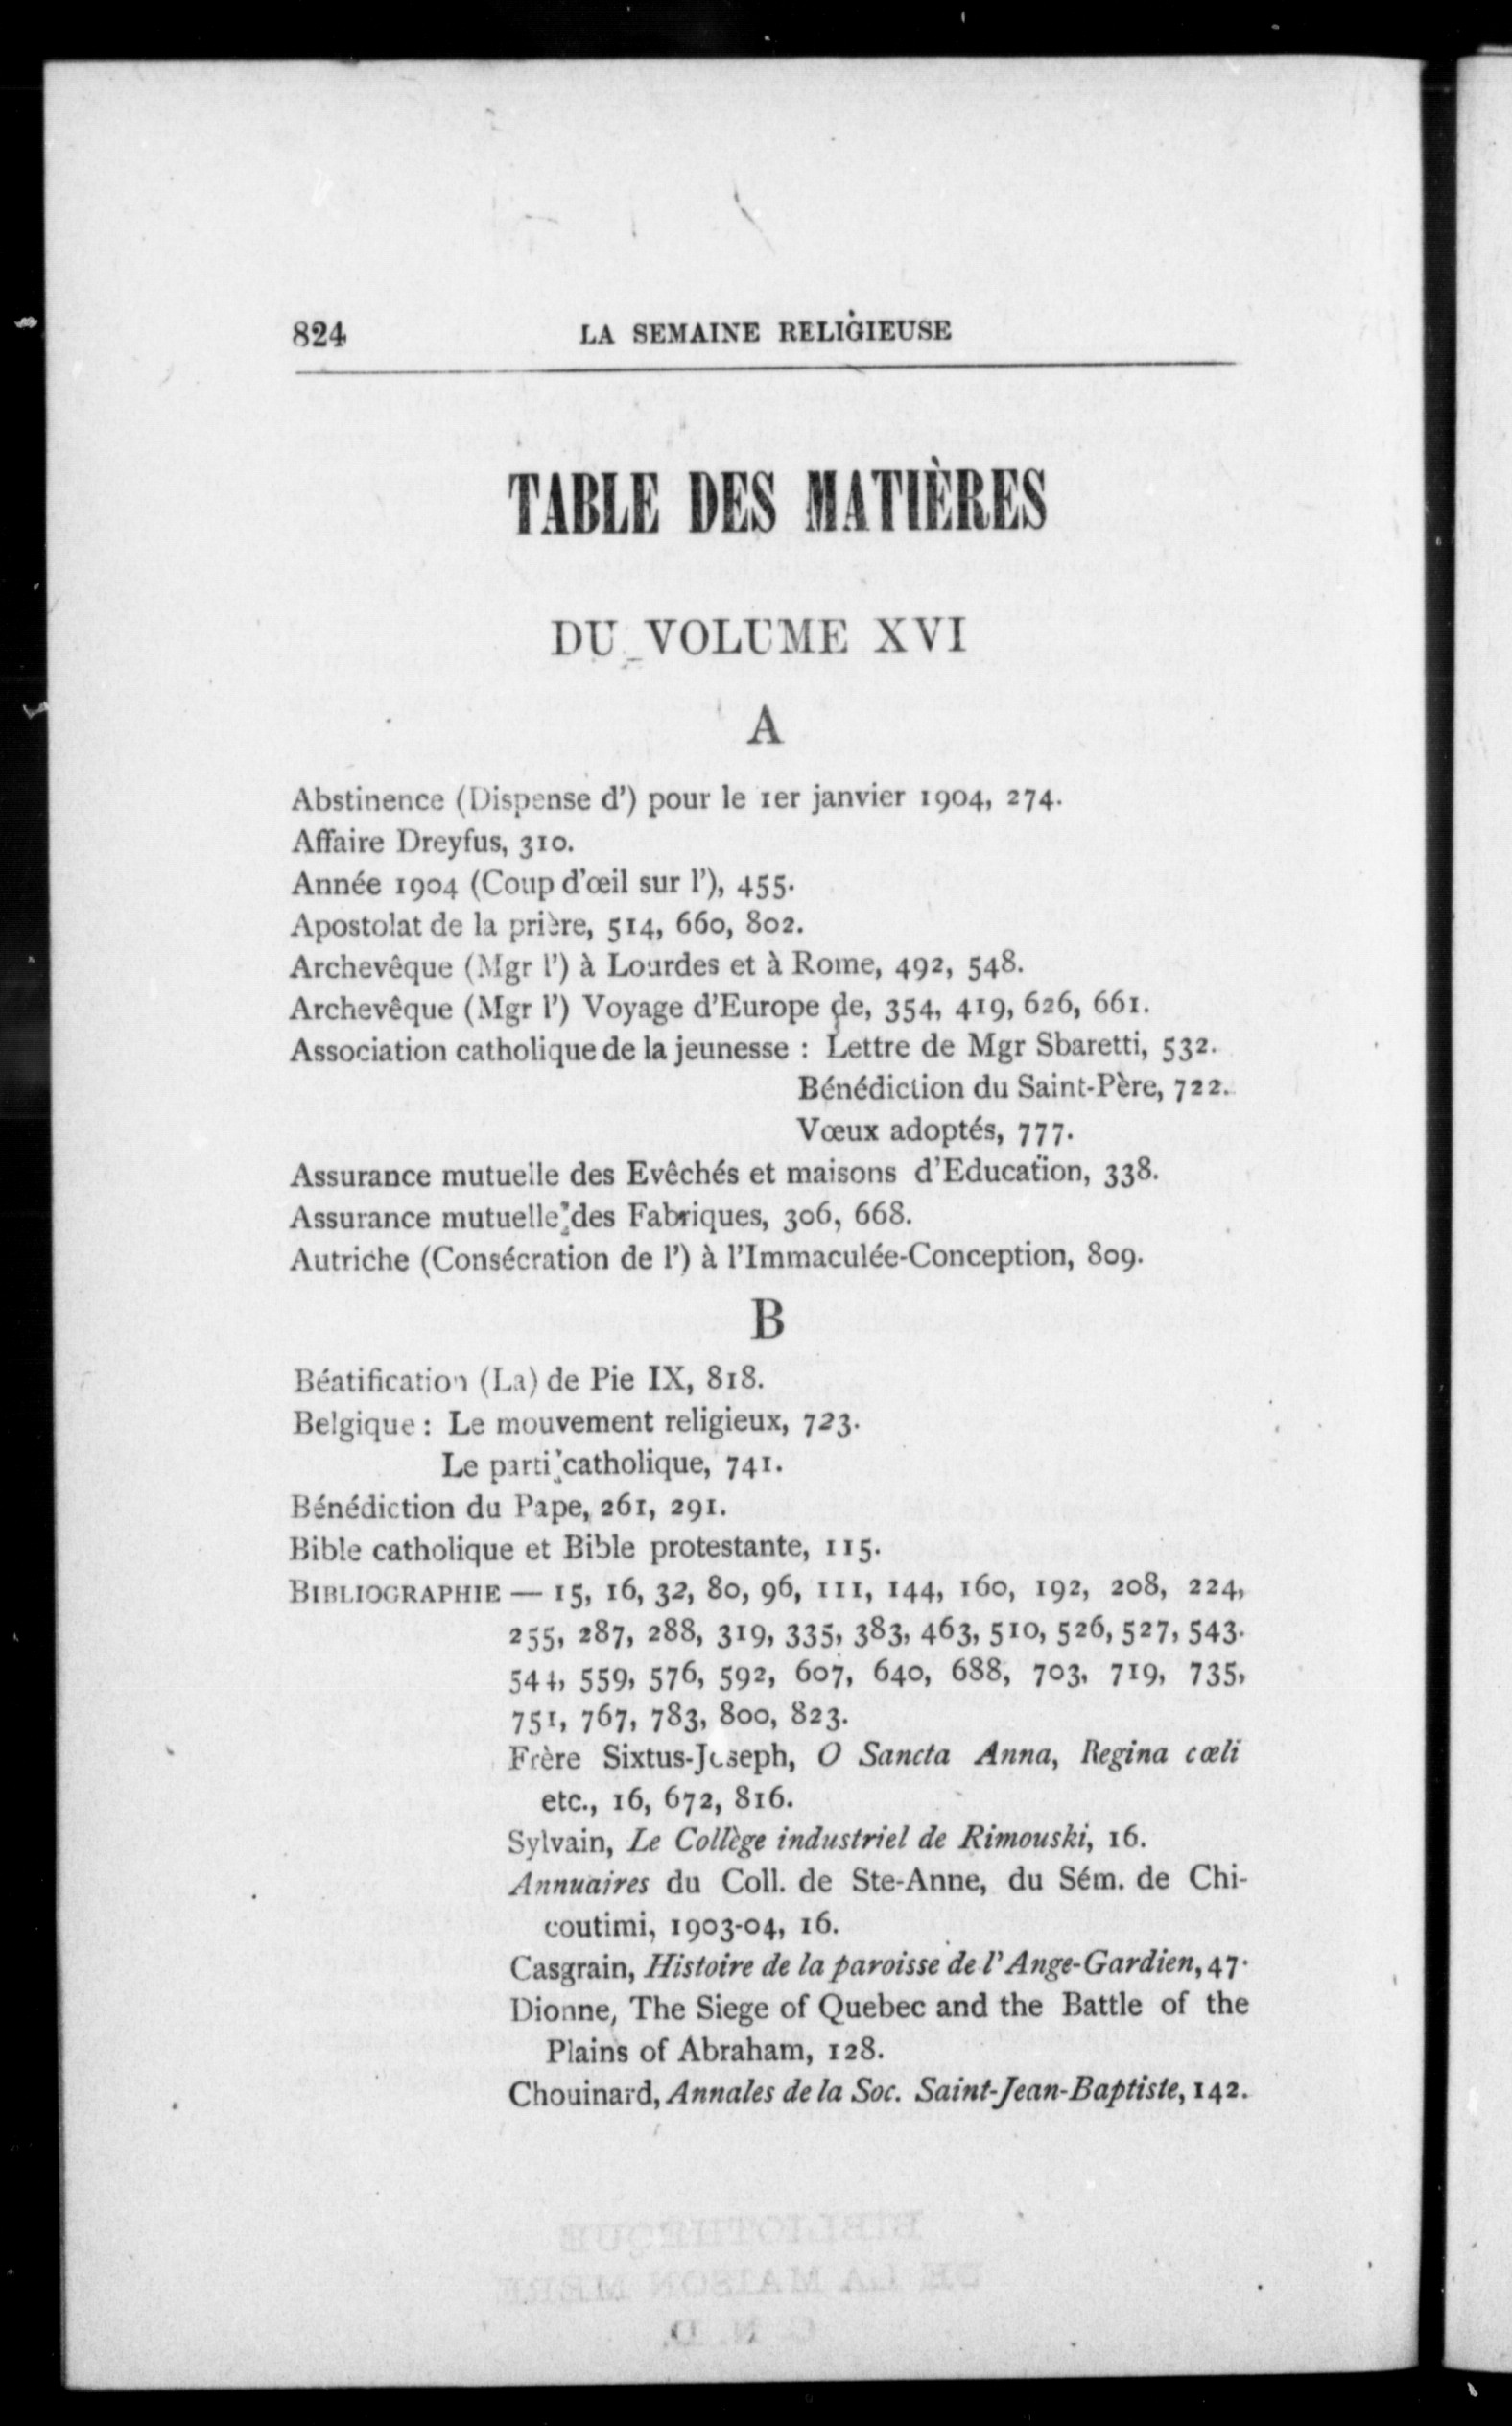 824
LA SEMAINE RELIGIEUSE
TABLE DES MATIÈRES
DU VOLUME XVI
A
Abstinence (Dispense d') pour le 1er janvier 1904, 274.
Affaire Dreyfus, 310.
Année 1904 (Coup d'œil sur l'), 455.
Apostolat de la prière, 514, 660, 802.
Archevêque (Mgr l') à Lourdes et à Rome, 492, 548.
Archevêque (Mgr l') Voyage d'Europe de, 354, 419, 626, 661.
Association catholique de la jeunesse : Lettre de Mgr Sbaretti, 532.
Bénédiction du Saint-Père, 722.
Vœux adoptés, 777.
Assurance mutuelle des Evêchés et maisons d'Education, 338.
Assurance mutuelle des Fabriques, 306, 668.
Autriche (Consécration de l') à l'Immaculée-Conception, 809.
B
Béatification (La) de Pie IX, 818.
Belgique : Le mouvement religieux, 723.
Le parti catholique, 741.
Bénédiction du Pape, 261, 291.
Bible catholique et Bible protestante, 115.
BIBLIOGRAPHIE — 15, 16, 32, 80, 96, 111, 144, 160, 192, 208, 224,
255, 287, 288, 319, 335, 383, 463, 510, 526, 527, 543.
544, 559, 576, 592, 607, 640, 688, 703, 719, 735,
751, 767, 783, 800, 823.
Frère Sixtus-Joseph, O Sancta Anna, Regina cœli
etc., 16, 672, 816.
Sylvain, Le Collège industriel de Rimouski, 16.
Annuaires du Coll. de Ste-Anne, du Sém. de Chi-
coutimi, 1903-04, 16.
Casgrain, Histoire de la paroisse de l'Ange-Gardien, 47.
Dionne, The Siege of Quebec and the Battle of the
Plains of Abraham, 128.
Chouinard, Annales de la Soc. Saint-Jean-Baptiste, 142.
BIBLIOTHEQUE
DE LA MAISON MERE
C. N. D.